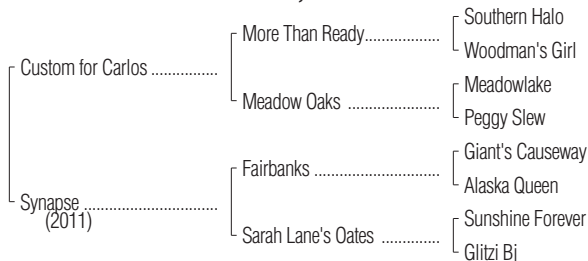 Southern Halo
More Than Ready..................
Woodman's Girl
Custom for Carlos ................
Meadowlake
Meadow Oaks ......................
Peggy Slew
Giant's Causeway
Fairbanks ...............................
Alaska Queen
Synapse ................................
(2011)
Sunshine Forever
Sarah Lane's Oates ..............
Glitzi Bj